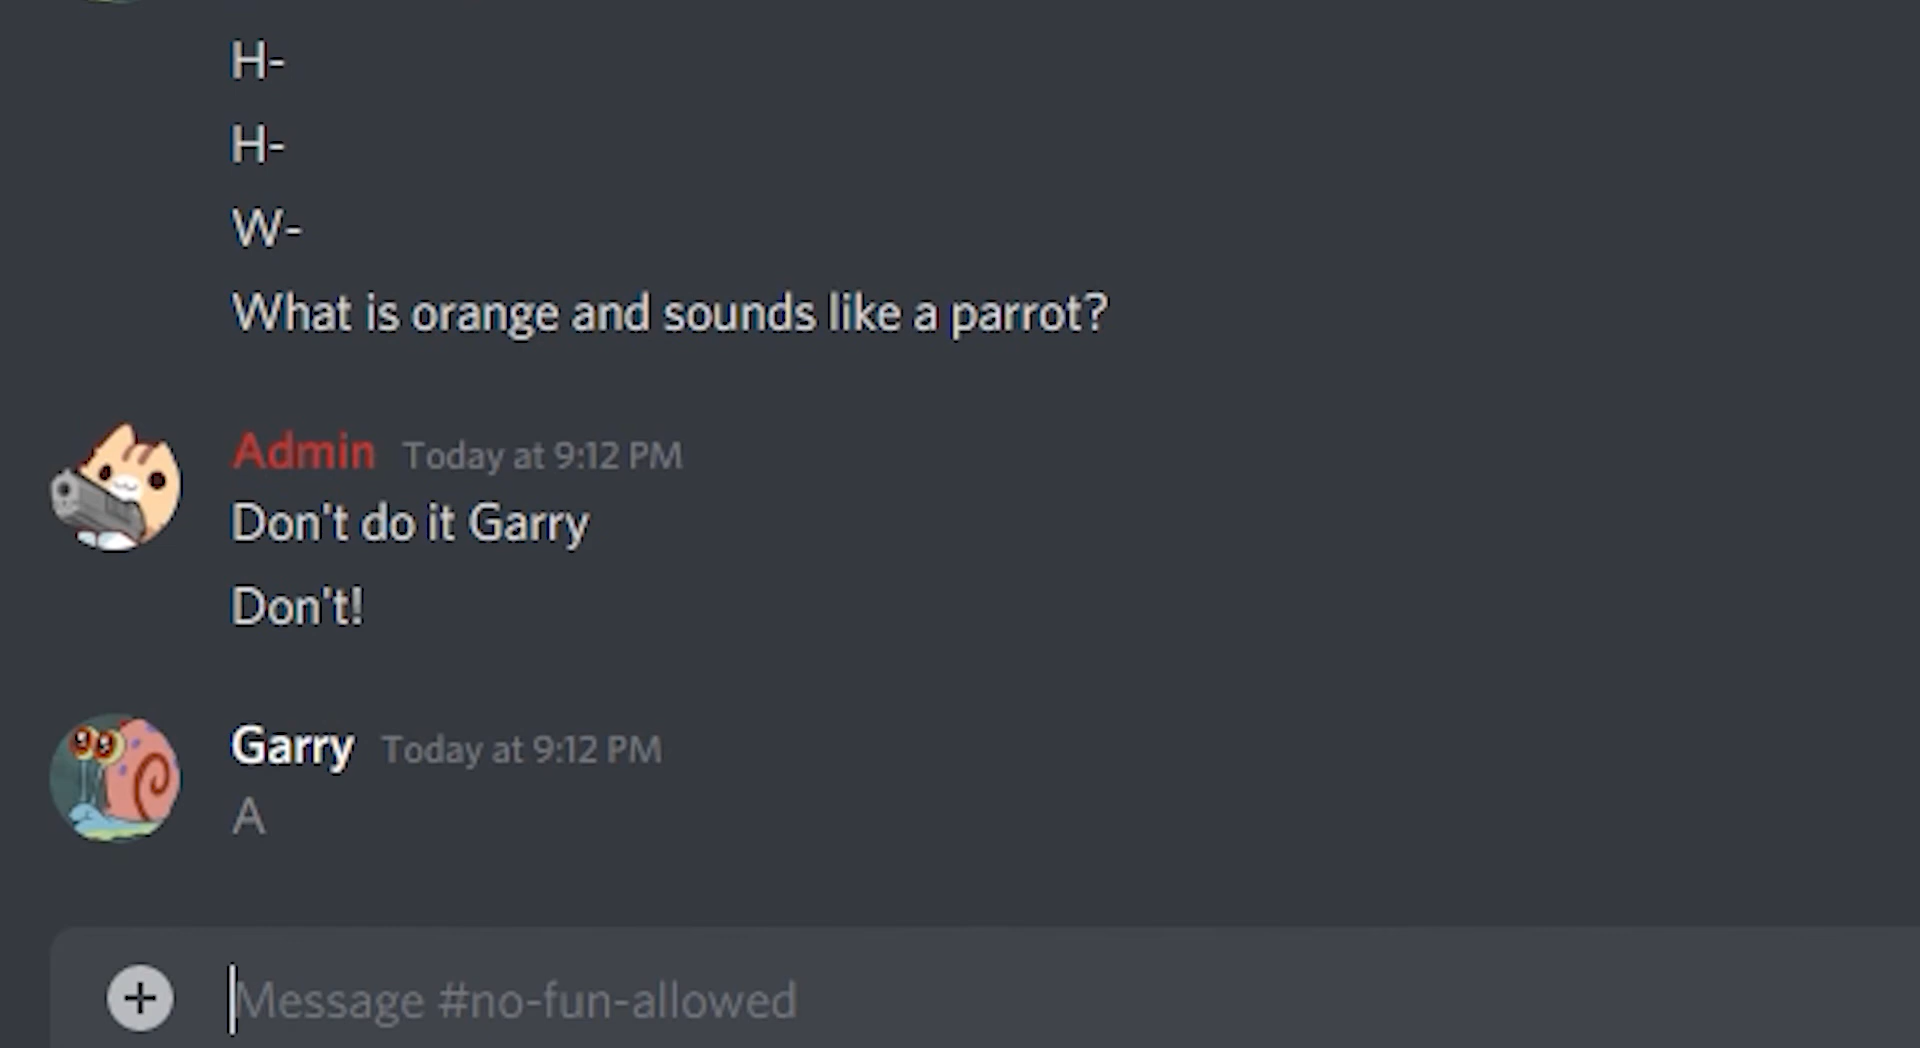 H-
H-
W-
What is orange and sounds like a parrot?
Admin Today at 9:12 PM
Don't do it Garry
Don't!
Garry Today at 9:12 PM
A
Message #no-fun-allowed